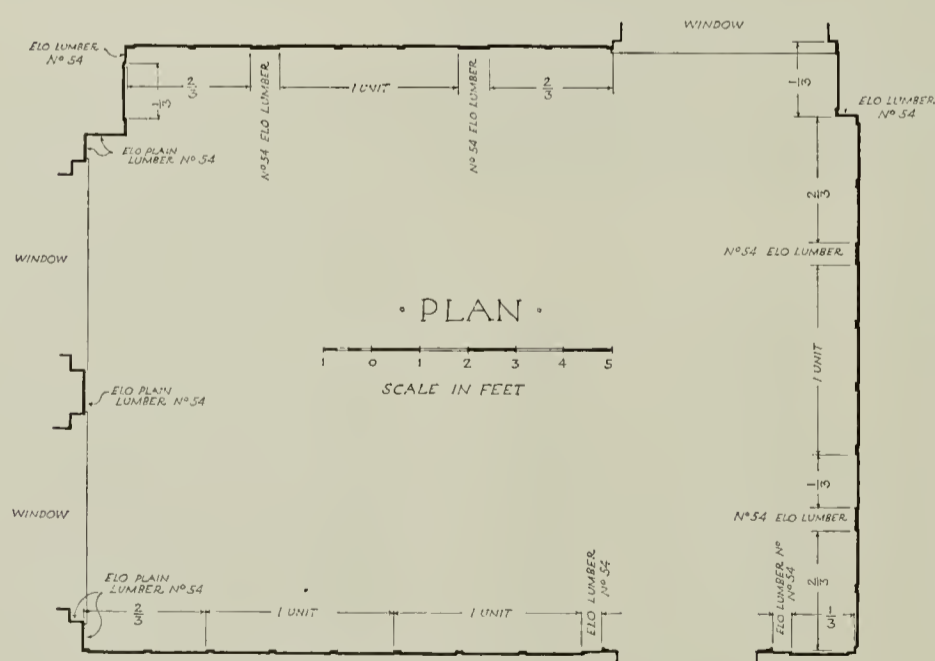 WINDOW
ELO LUMBER
Nº 54
2/3
1/3
Nº 54 ELO LUMBER
1 UNIT
Nº 54 ELO LUMBER
2/3
1/3
ELO LUMBER
Nº 54
ELO PLAIN
LUMBER Nº 54
2/3
WINDOW
Nº 54 ELO LUMBER
· PLAN ·
1 0 1 2 3 4 5
SCALE IN FEET
1 UNIT
ELO PLAIN
LUMBER Nº 54
1/3
WINDOW
Nº 54 ELO LUMBER
ELO PLAIN
LUMBER Nº 54
2/3
1 UNIT
1 UNIT
ELO LUMBER
Nº 54
ELO LUMBER Nº
Nº 54
2/3
1/3